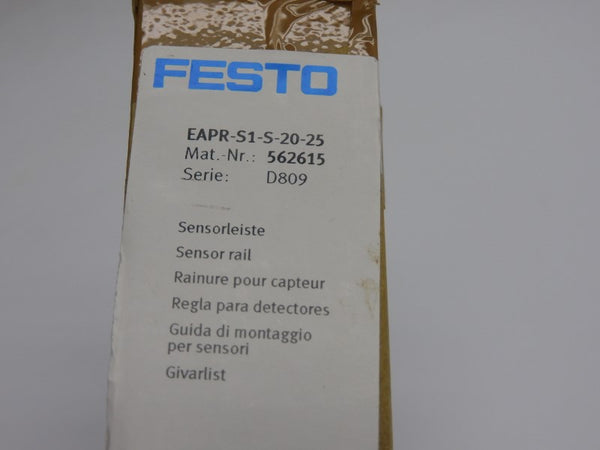 FESTO
EAPR-S1-S-20-25
Mat.-Nr.: 562615
Serie: D809
Sensorleiste
Sensor rail
Rainure pour capteur
Regla para detectores
Guida di montaggio
per sensori
Givarlist